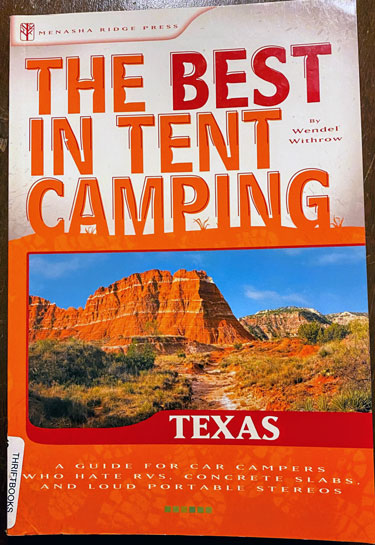 MENASHA RIDGE PRESS
THE BEST
IN TENT
CAMPING
By
Wendel
Withrow
TEXAS
A GUIDE FOR CAR CAMPERS
WHO HATE RVS, CONCRETE SLABS,
AND LOUD PORTABLE STEREOS
THRIFTBOOKS